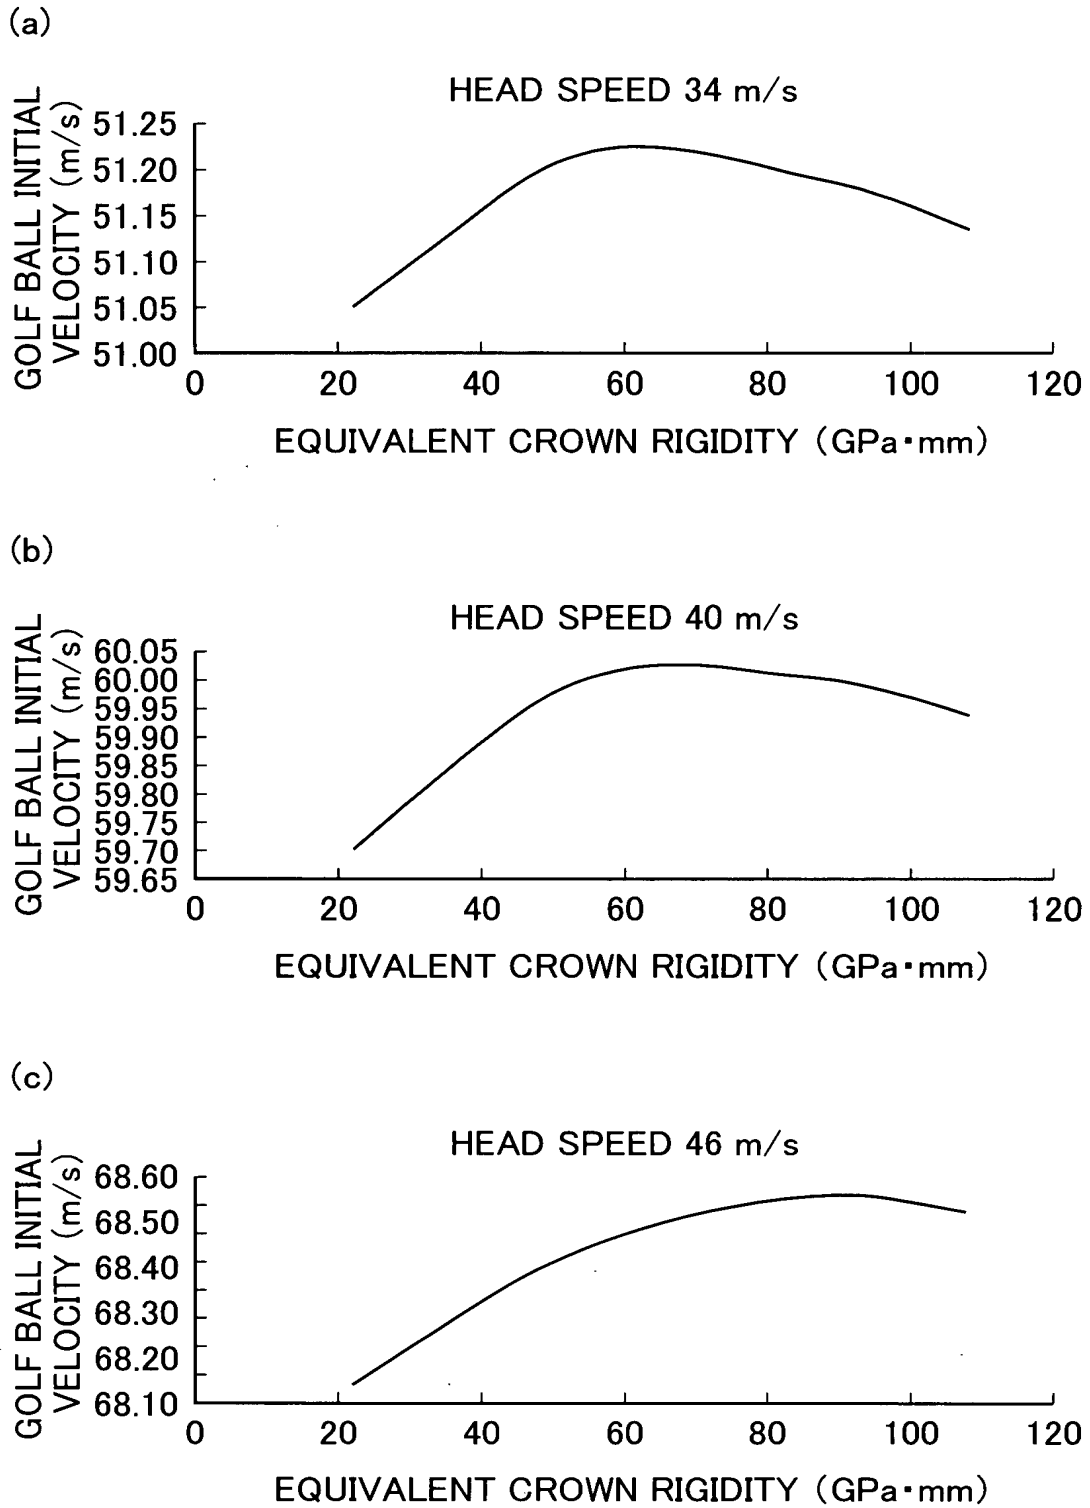 (a)
HEAD SPEED 34 m/s
GOLF BALL INITIAL
VELOCITY (m/s)
51.25
51.20
51.15
51.10
51.05
51.00
0 20 40 60 80 100 120
EQUIVALENT CROWN RIGIDITY (GPa・mm)
(b)
HEAD SPEED 40 m/s
GOLF BALL INITIAL
VELOCITY (m/s)
60.05
60.00
59.95
59.90
59.85
59.80
59.75
59.70
59.65
0 20 40 60 80 100 120
EQUIVALENT CROWN RIGIDITY (GPa・mm)
(c)
HEAD SPEED 46 m/s
GOLF BALL INITIAL
VELOCITY (m/s)
68.60
68.50
68.40
68.30
68.20
68.10
0 20 40 60 80 100 120
EQUIVALENT CROWN RIGIDITY (GPa・mm)